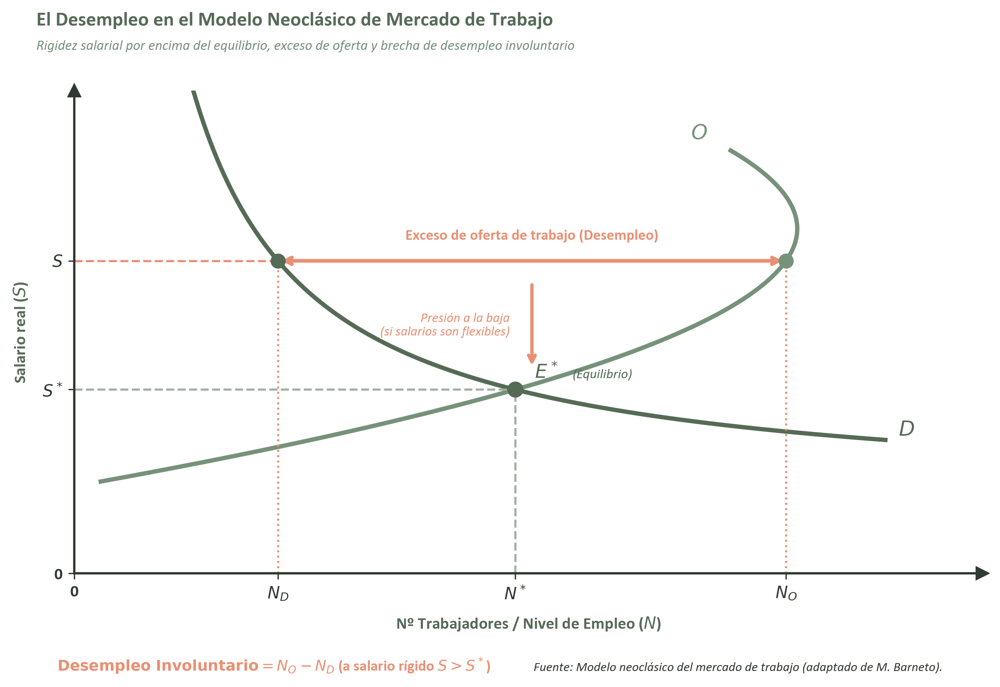 El Desempleo en el Modelo Neoclásico de Mercado de Trabajo
Rigidez salarial por encima del equilibrio, exceso de oferta y brecha de desempleo involuntario
O
Exceso de oferta de trabajo (Desempleo)
S
Salario real (S)
Presión a la baja
(si salarios son flexibles)
E* (Equilibrio)
S*
D
0
0
N_D
N*
N_O
Nº Trabajadores / Nivel de Empleo (N)
Desempleo Involuntario = N_O − N_D (a salario rígido S > S*)
Fuente: Modelo neoclásico del mercado de trabajo (adaptado de M. Barneto).